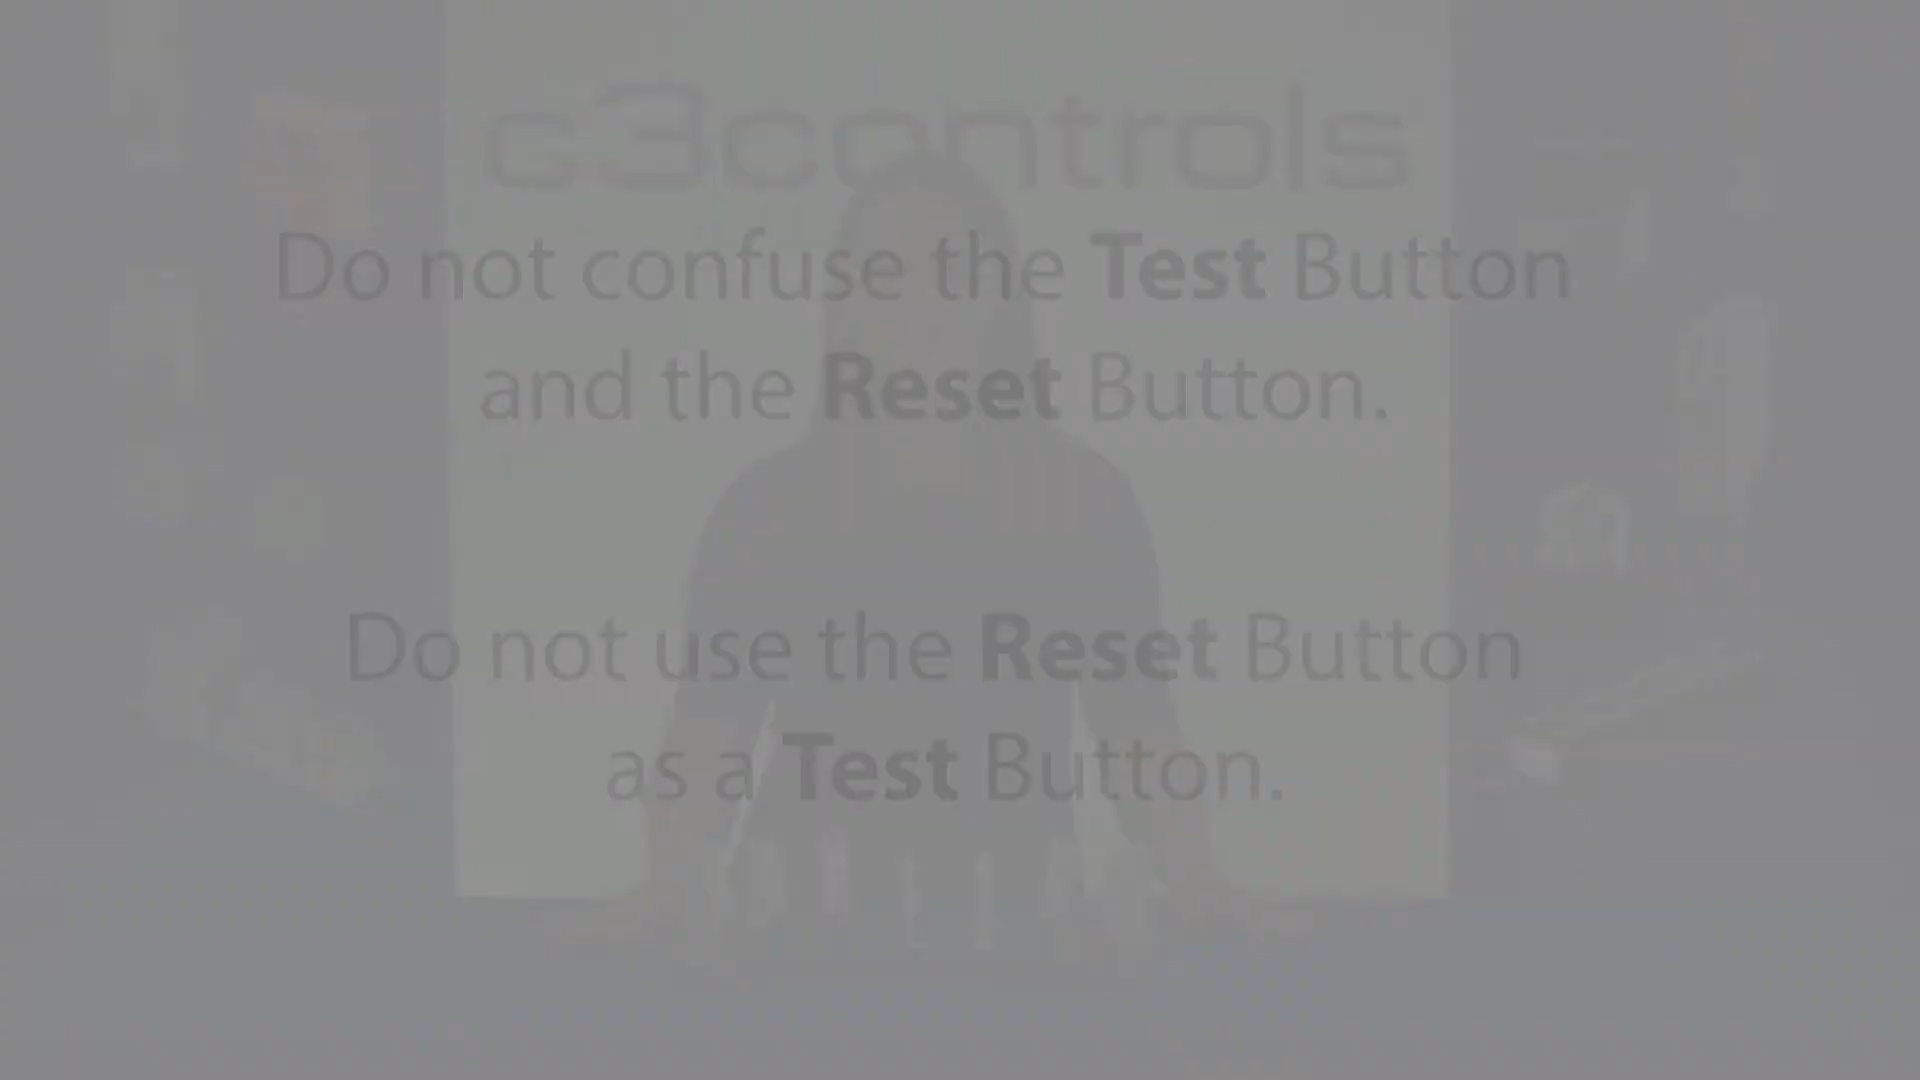 c3controls
Do not confuse the Test Button
and the Reset Button.
Do not use the Reset Button
as a Test Button.